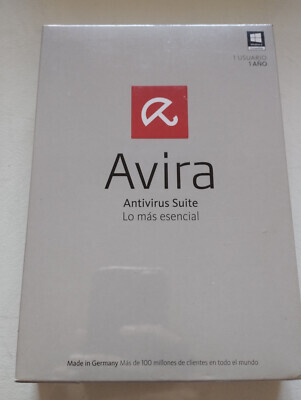 1 USUARIO
1 AÑO
Avira
Antivirus Suite
Lo más esencial
Made in Germany Más de 100 millones de clientes en todo el mundo